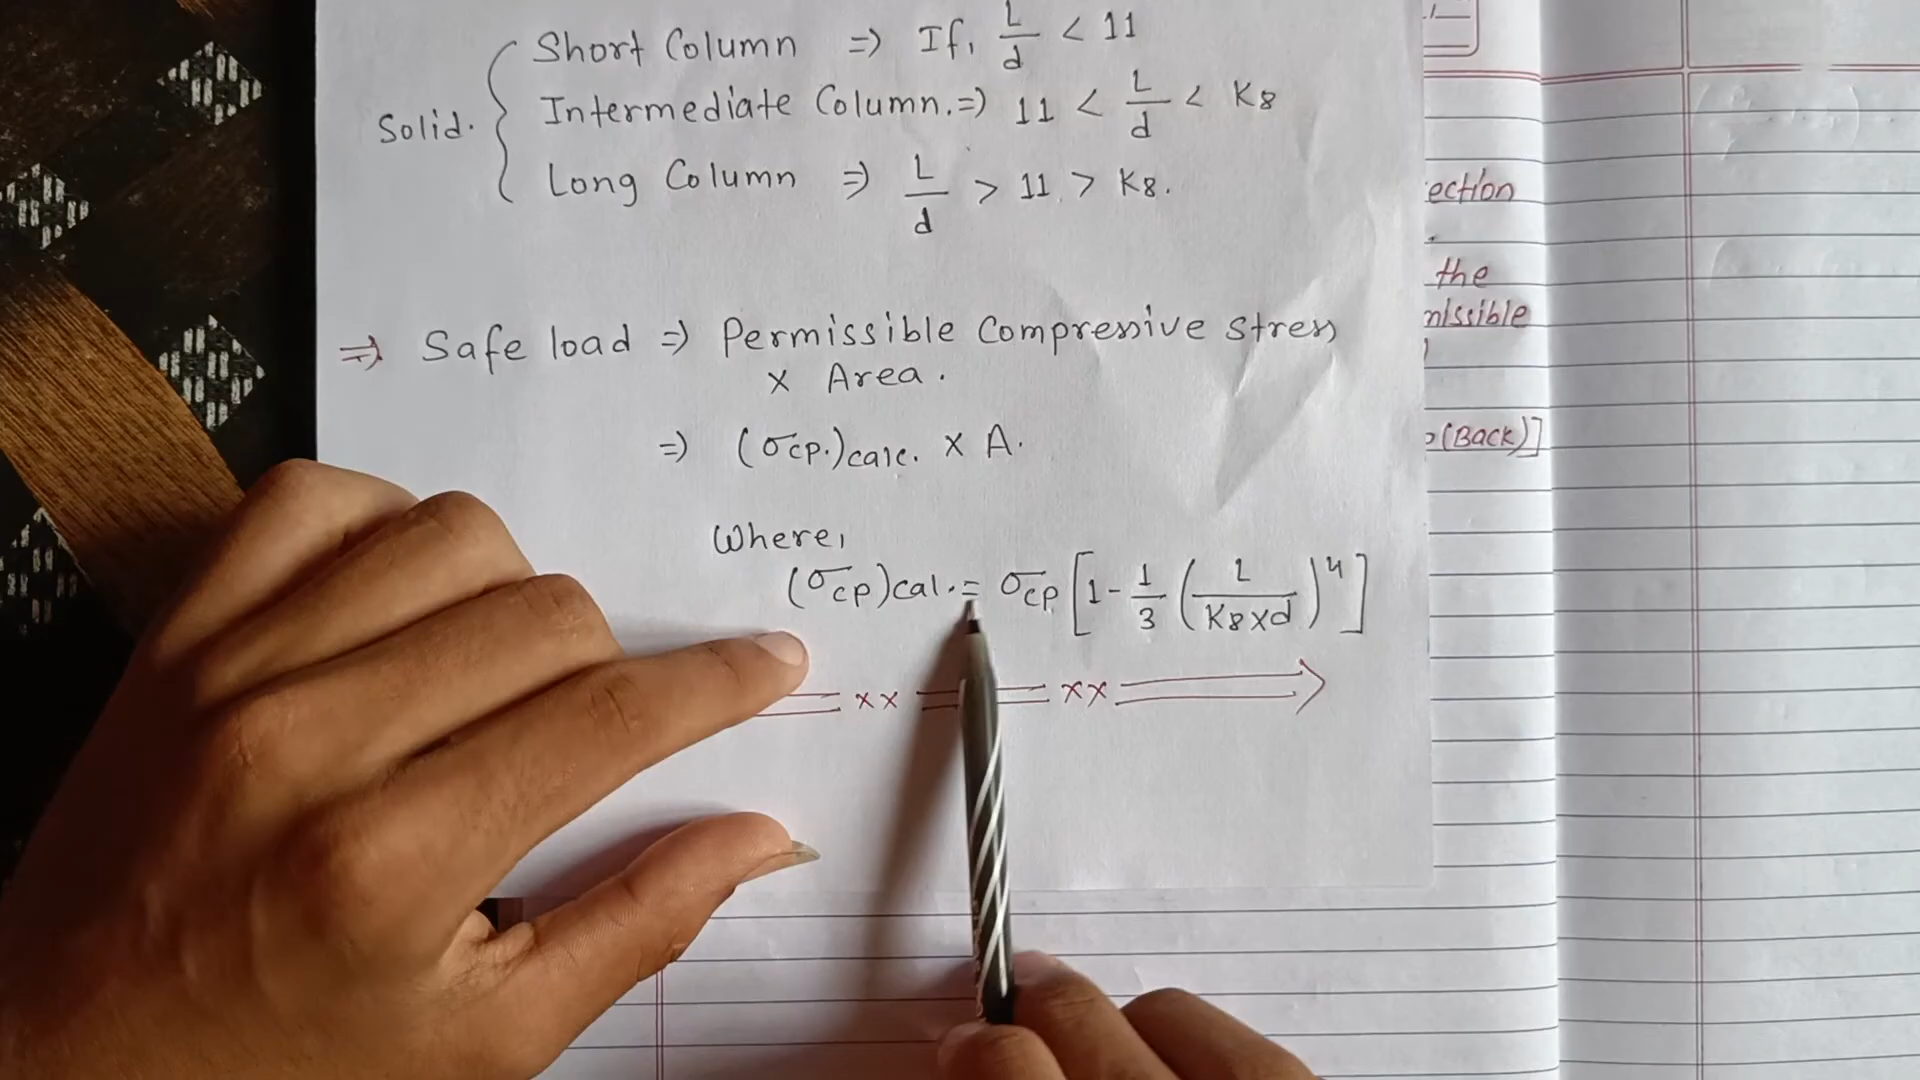 Short Column => If, L/d < 11
Solid. { Intermediate Column. => 11 < L/d < K8
Long Column => L/d > 11 > K8.
=> Safe load => Permissible Compressive stress
x Area.
=> (σcp.)calc. x A.
Where,
(σcp)cal. = σcp [1 - 1/3 (L/K8xd)^4]
xx xx
ection
the
missible
(Back)]